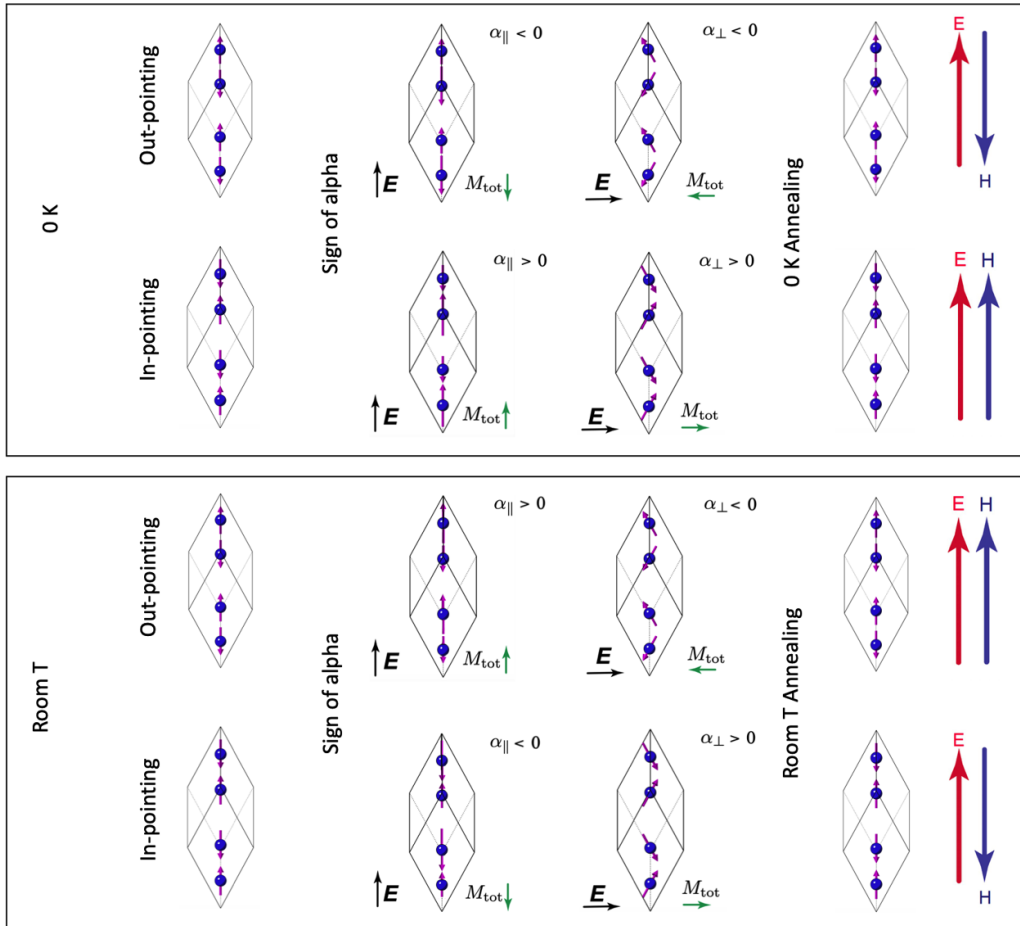 0 K
Out-pointing
Sign of alpha
α∥ < 0
E
Mtot
α⊥ < 0
E
Mtot
0 K Annealing
E
H
In-pointing
α∥ > 0
E
Mtot
α⊥ > 0
E
Mtot
E
H
Room T
Out-pointing
Sign of alpha
α∥ > 0
E
Mtot
α⊥ < 0
E
Mtot
Room T Annealing
E
H
In-pointing
α∥ < 0
E
Mtot
α⊥ > 0
E
Mtot
E
H